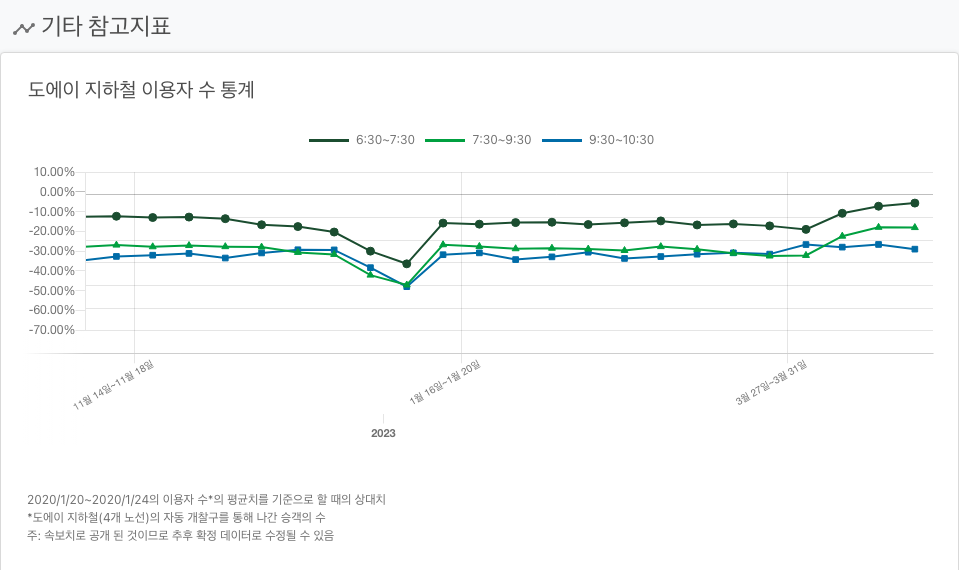 기타 참고지표
도에이 지하철 이용자 수 통계
6:30~7:30 7:30~9:30 9:30~10:30
10.00%
0.00%
-10.00%
-20.00%
-30.00%
-40.00%
-50.00%
-60.00%
-70.00%
11월 14일~11월 18일
1월 16일~1월 20일
3월 27일~3월 31일
2023
2020/1/20~2020/1/24의 이용자 수*의 평균치를 기준으로 할 때의 상대치
*도에이 지하철(4개 노선)의 자동 개찰구를 통해 나간 승객의 수
주: 속보치로 공개 된 것이므로 추후 확정 데이터로 수정될 수 있음